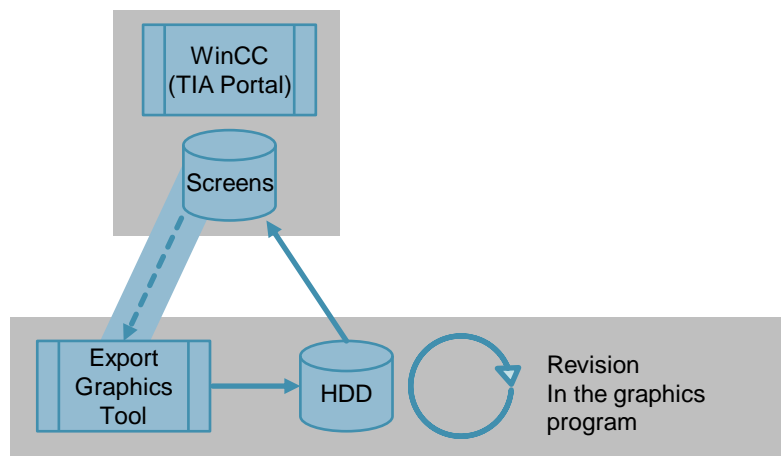 WinCC
(TIA Portal)
Screens
Export
Graphics
Tool
HDD
Revision
In the graphics
program